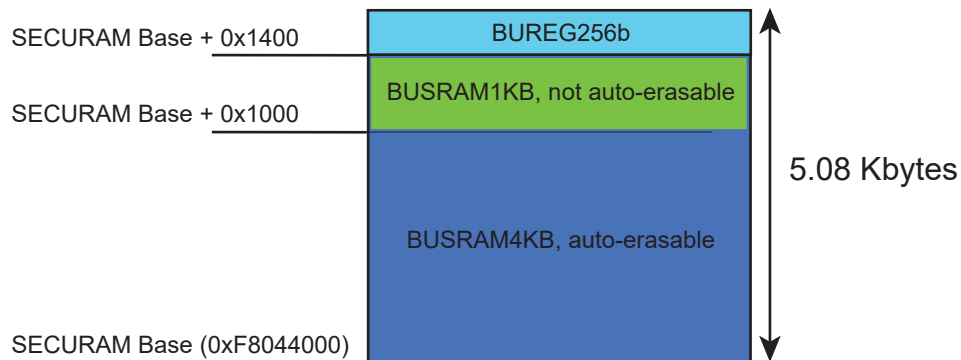 BUREG256b
SECURAM Base + 0x1400
BUSRAM1KB, not auto-erasable
SECURAM Base + 0x1000
5.08 Kbytes
BUSRAM4KB, auto-erasable
SECURAM Base (0xF8044000)